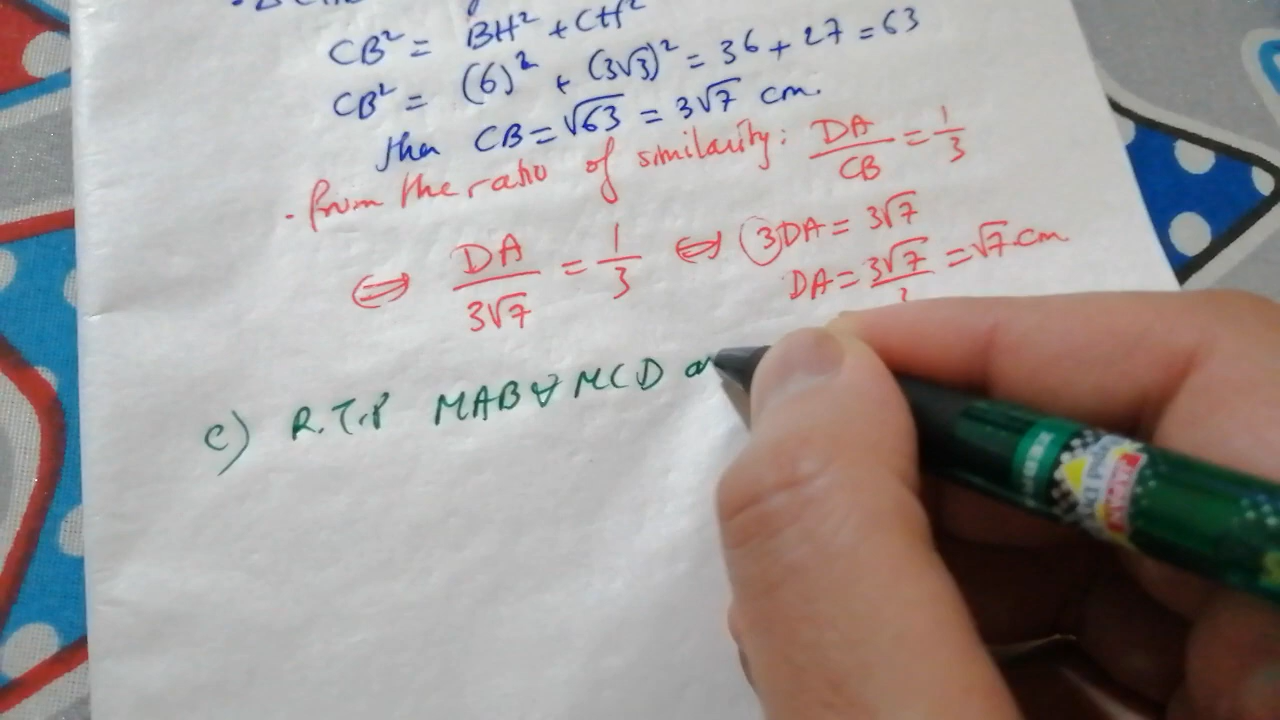 CB² = BH² + CH²
CB² = (6)² + (3√3)² = 36 + 27 = 63
then CB = √63 = 3√7 cm.
. from the ratio of similarity: DA/CB = 1/3
⇔ DA/3√7 = 1/3 ⇔ 3DA = 3√7
DA = 3√7/3 = √7 cm
c) R.T.P MAB & MCD a